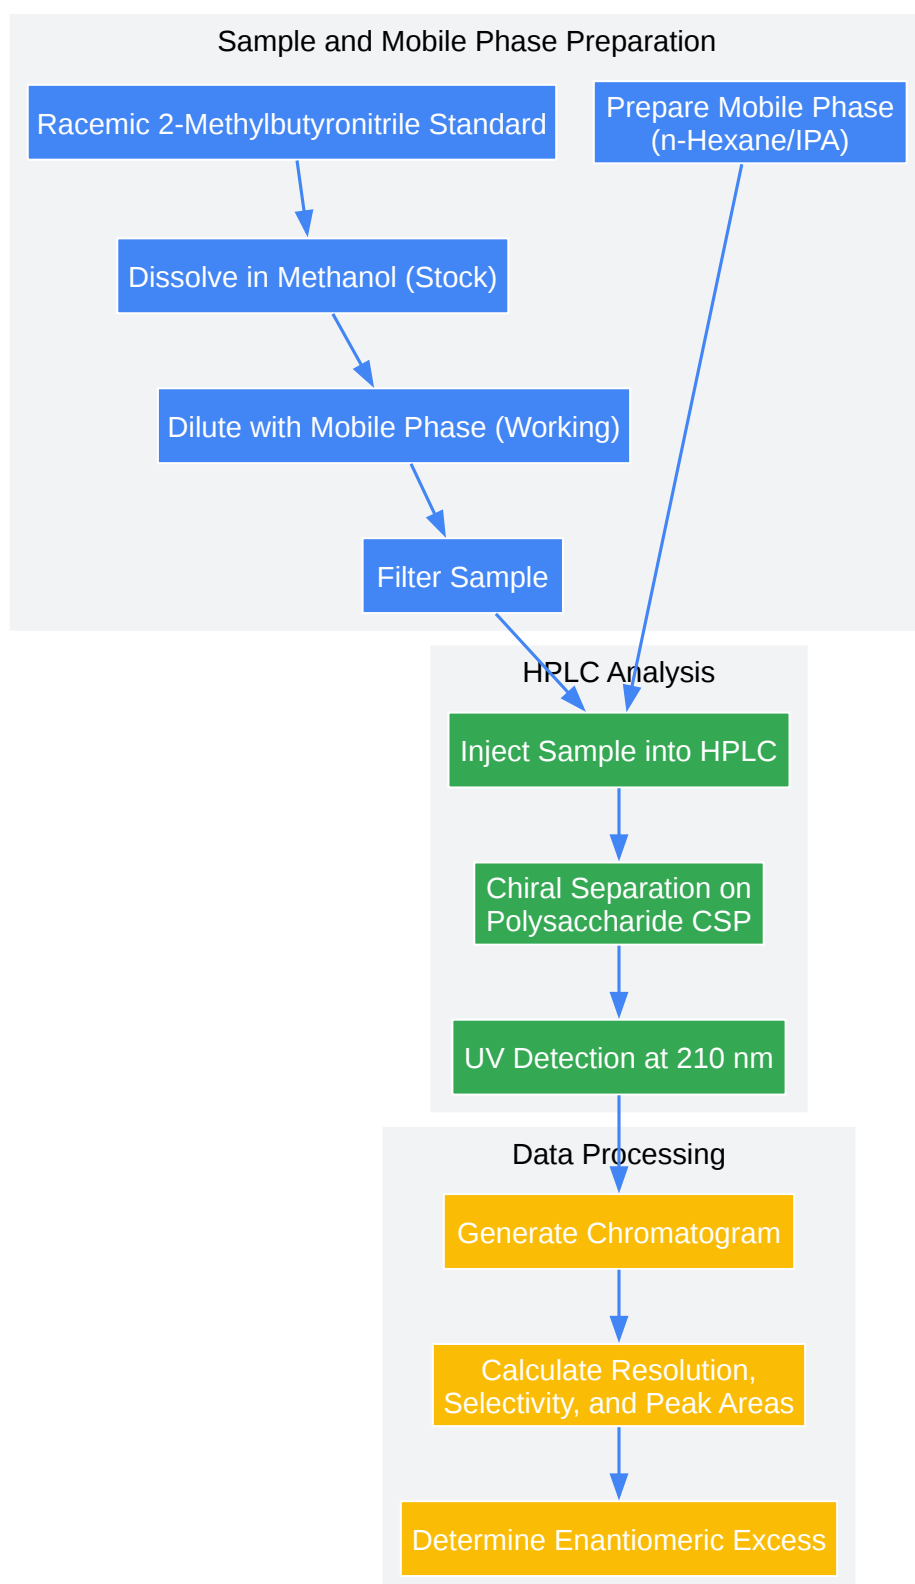 Sample and Mobile Phase Preparation
Racemic 2-Methylbutyronitrile Standard
Prepare Mobile Phase
(n-Hexane/IPA)
Dissolve in Methanol (Stock)
Dilute with Mobile Phase (Working)
Filter Sample
HPLC Analysis
Inject Sample into HPLC
Chiral Separation on
Polysaccharide CSP
UV Detection at 210 nm
Data Processing
Generate Chromatogram
Calculate Resolution,
Selectivity, and Peak Areas
Determine Enantiomeric Excess